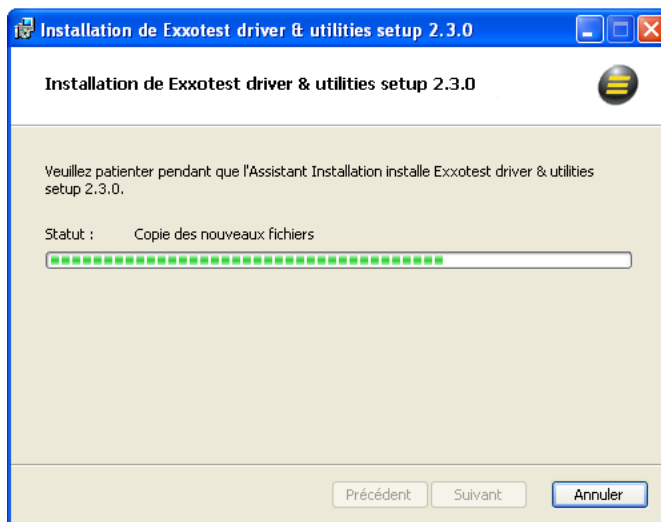 Installation de Exxotest driver & utilities setup 2.3.0
Installation de Exxotest driver & utilities setup 2.3.0
Veuillez patienter pendant que l'Assistant Installation installe Exxotest driver & utilities
setup 2.3.0.
Statut : Copie des nouveaux fichiers
Précédent Suivant Annuler